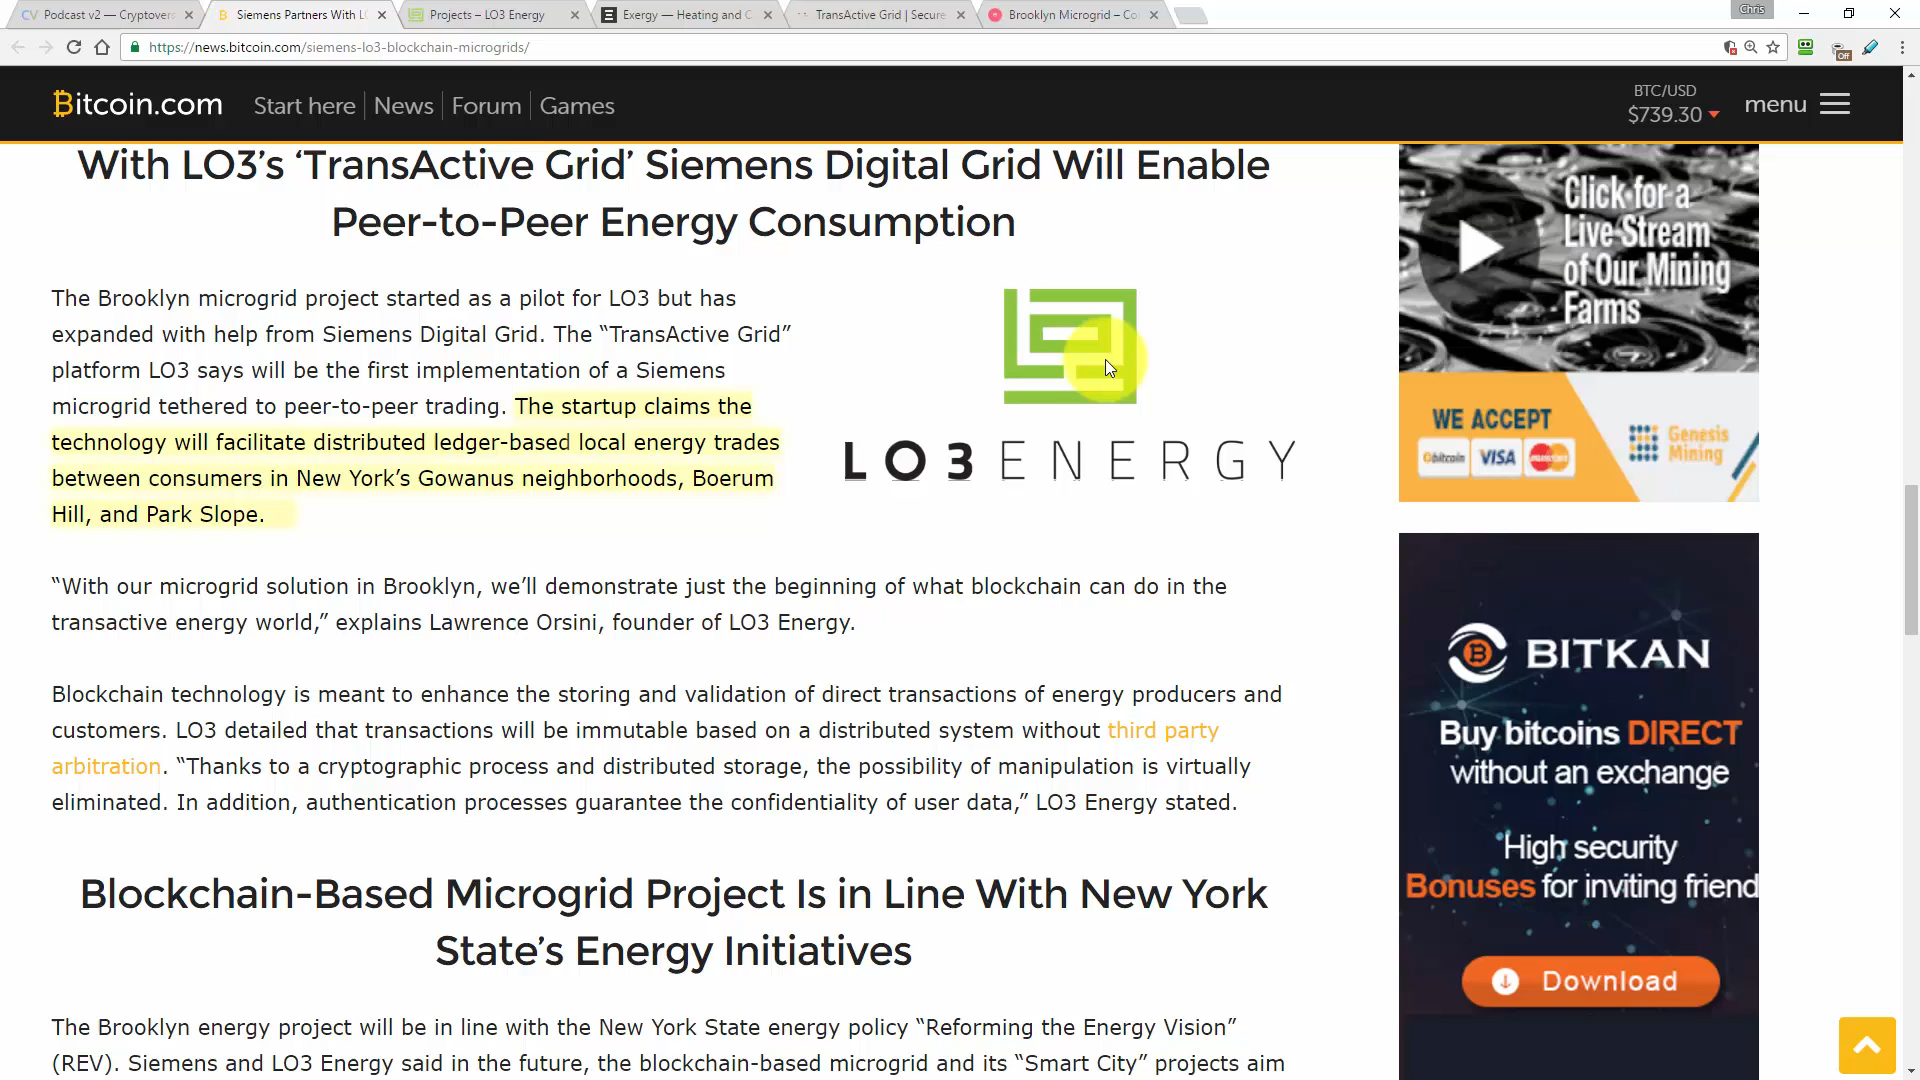 Podcast v2 — Cryptovers
Siemens Partners With LO
Projects – LO3 Energy
Exergy — Heating and C
TransActive Grid | Secure
Brooklyn Microgrid – Co
Chris
https://news.bitcoin.com/siemens-lo3-blockchain-microgrids/
Off
Bitcoin.com
Start here
News
Forum
Games
BTC/USD
$739.30
menu
With LO3’s ‘TransActive Grid’ Siemens Digital Grid Will Enable
Peer-to-Peer Energy Consumption
The Brooklyn microgrid project started as a pilot for LO3 but has
expanded with help from Siemens Digital Grid. The “TransActive Grid”
platform LO3 says will be the first implementation of a Siemens
microgrid tethered to peer-to-peer trading. The startup claims the
technology will facilitate distributed ledger-based local energy trades
between consumers in New York’s Gowanus neighborhoods, Boerum
Hill, and Park Slope.
LO3 ENERGY
“With our microgrid solution in Brooklyn, we’ll demonstrate just the beginning of what blockchain can do in the
transactive energy world,” explains Lawrence Orsini, founder of LO3 Energy.
Blockchain technology is meant to enhance the storing and validation of direct transactions of energy producers and
customers. LO3 detailed that transactions will be immutable based on a distributed system without third party
arbitration. “Thanks to a cryptographic process and distributed storage, the possibility of manipulation is virtually
eliminated. In addition, authentication processes guarantee the confidentiality of user data,” LO3 Energy stated.
Blockchain-Based Microgrid Project Is in Line With New York
State’s Energy Initiatives
The Brooklyn energy project will be in line with the New York State energy policy “Reforming the Energy Vision”
(REV). Siemens and LO3 Energy said in the future, the blockchain-based microgrid and its “Smart City” projects aim
Click for a
Live Stream
of Our Mining
Farms
WE ACCEPT
bitcoin
VISA
MasterCard
Genesis
Mining
BITKAN
Buy bitcoins DIRECT
without an exchange
High security
Bonuses for inviting friend
Download